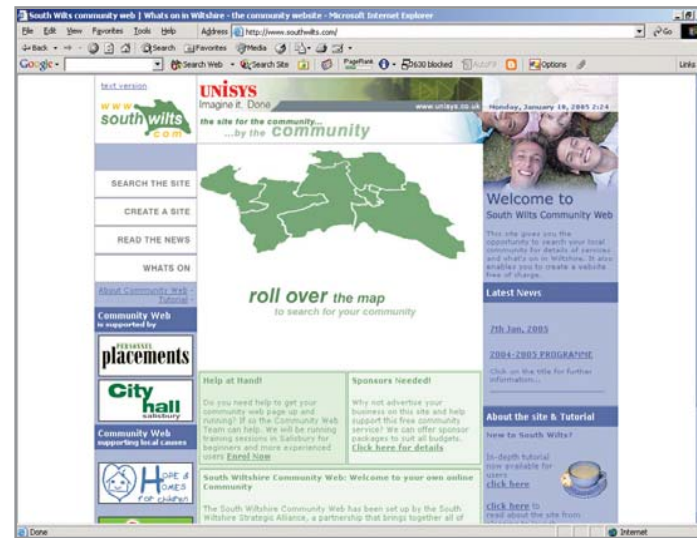 South Wilts community web | Whats on in Wiltshire - the community website - Microsoft Internet Explorer
File Edit View Favorites Tools Help Address http://www.southwilts.com/ Go
Back Search Favorites Media
Google Search Web Search Site PageRank 630 blocked AutoFill Options Links
text version
www
south wilts
com
UNISYS
Imagine it. Done
www.unisys.co.uk
the site for the community...
...by the community
Monday, January 10, 2005 2:24
SEARCH THE SITE
CREATE A SITE
READ THE NEWS
WHATS ON
About Community Web -
Tutorial -
Community Web
is supported by
PERSONNEL
placements
City
hall
salisbury
Community Web
supporting local causes
HOPE &
HOMES
FOR children
roll over the map
to search for your community
Help at Hand!
Do you need help to get your
community web page up and
running? If so the Community Web
Team can help. We will be running
training sessions in Salisbury for
beginners and more experienced
users Enrol Now
Sponsors Needed!
Why not advertise your
business on this site and help
support this free community
service? We can offer sponsor
packages to suit all budgets.
Click here for details
South Wiltshire Community Web: Welcome to your own online
Community
The South Wiltshire Community Web has been set up by the South
Wiltshire Strategic Alliance, a partnership that brings together all of
Welcome to
South Wilts Community Web
This site gives you the
opportunity to search your local
community for details of services
and what's on in Wiltshire. It also
enables you to create a website
free of charge.
Latest News
7th Jan, 2005
2004-2005 PROGRAMME
Click on the title for further
information...
About the site & Tutorial
New to South Wilts?
In-depth tutorial
now available for
users
click here
click here to
read about the site from
Done
Internet